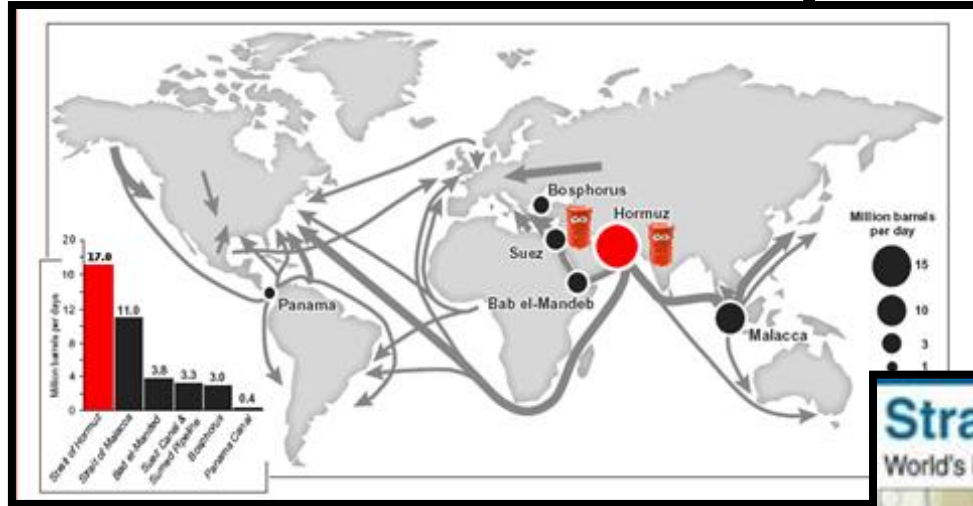 Bosphorus
Hormuz
Suez
Bab el-Mandeb
Panama
Malacca
Million barrels
per day
15
10
3
1
Million barrels per days
20
16
12
8
4
0
17.0
11.0
3.8
3.3
3.0
0.4
Strait of Hormuz
Strait of Malacca
Bab el-Manded
Suez Canal &
Sumed Pipeline
Bosphorus
Panama Canal
Stra
World's